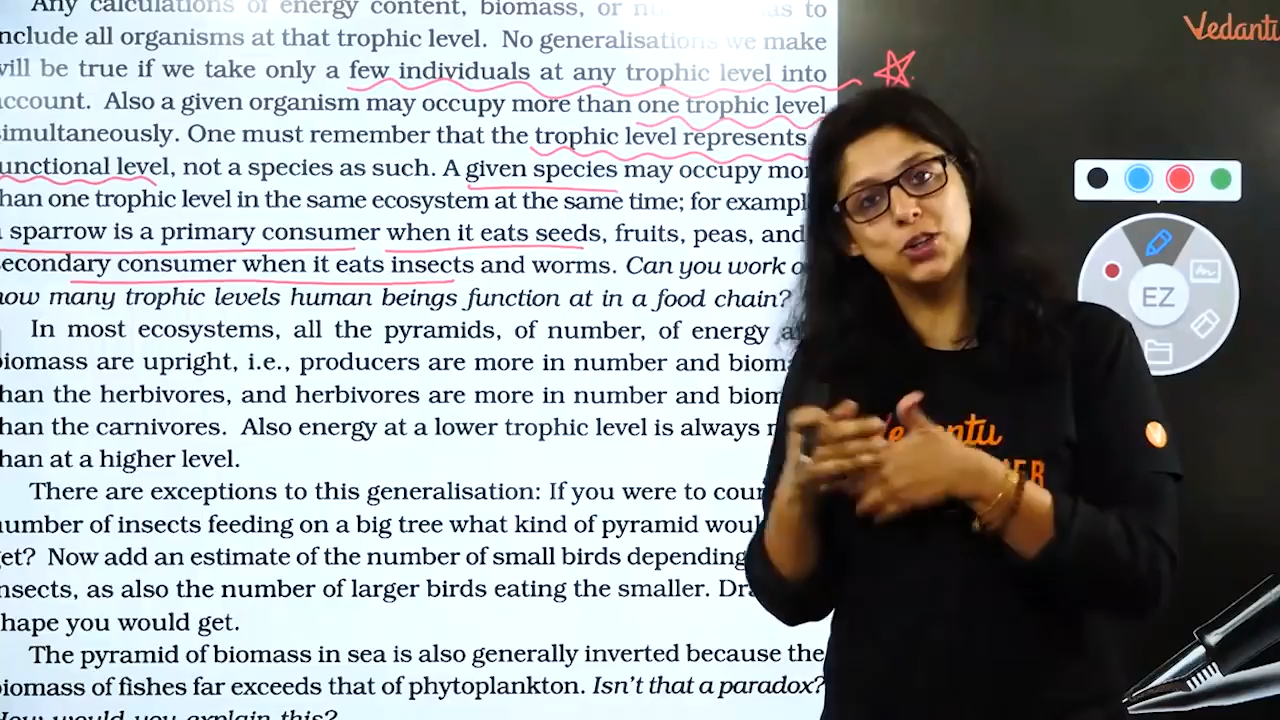 Any calculations of energy content, biomass, or to
include all organisms at that trophic level. No generalisations we make
will be true if we take only a few individuals at any trophic level into
account. Also a given organism may occupy more than one trophic level
simultaneously. One must remember that the trophic level represents
functional level, not a species as such. A given species may occupy mor
than one trophic level in the same ecosystem at the same time; for exampl
sparrow is a primary consumer when it eats seeds, fruits, peas, and
secondary consumer when it eats insects and worms. Can you work o
how many trophic levels human beings function at in a food chain?
In most ecosystems, all the pyramids, of number, of energy a
biomass are upright, i.e., producers are more in number and biom
than the herbivores, and herbivores are more in number and biom
than the carnivores. Also energy at a lower trophic level is always
than at a higher level.
There are exceptions to this generalisation: If you were to cou
number of insects feeding on a big tree what kind of pyramid wou
get? Now add an estimate of the number of small birds depending
insects, as also the number of larger birds eating the smaller. Dr
shape you would get.
The pyramid of biomass in sea is also generally inverted because the
biomass of fishes far exceeds that of phytoplankton. Isn't that a paradox?
How would you explain this?
Vedantu
EZ